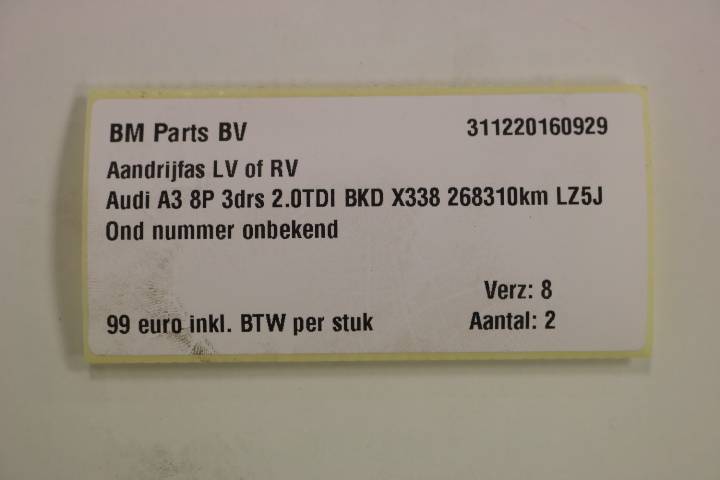 BM Parts BV 311220160929
Aandrijfas LV of RV
Audi A3 8P 3drs 2.0TDI BKD X338 268310km LZ5J
Ond nummer onbekend
Verz: 8
99 euro inkl. BTW per stuk Aantal: 2